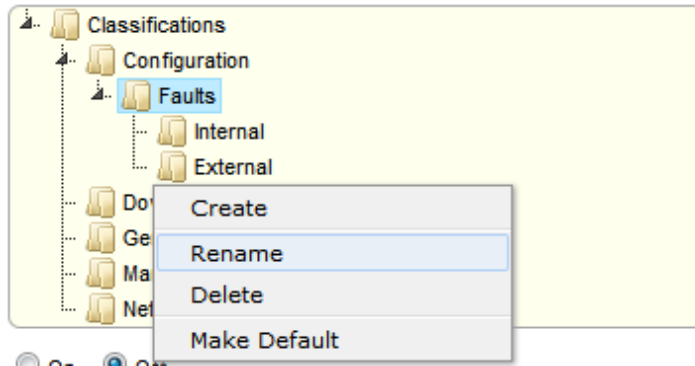 Classifications
Configuration
Faults
Internal
External
Create
Rename
Delete
Make Default